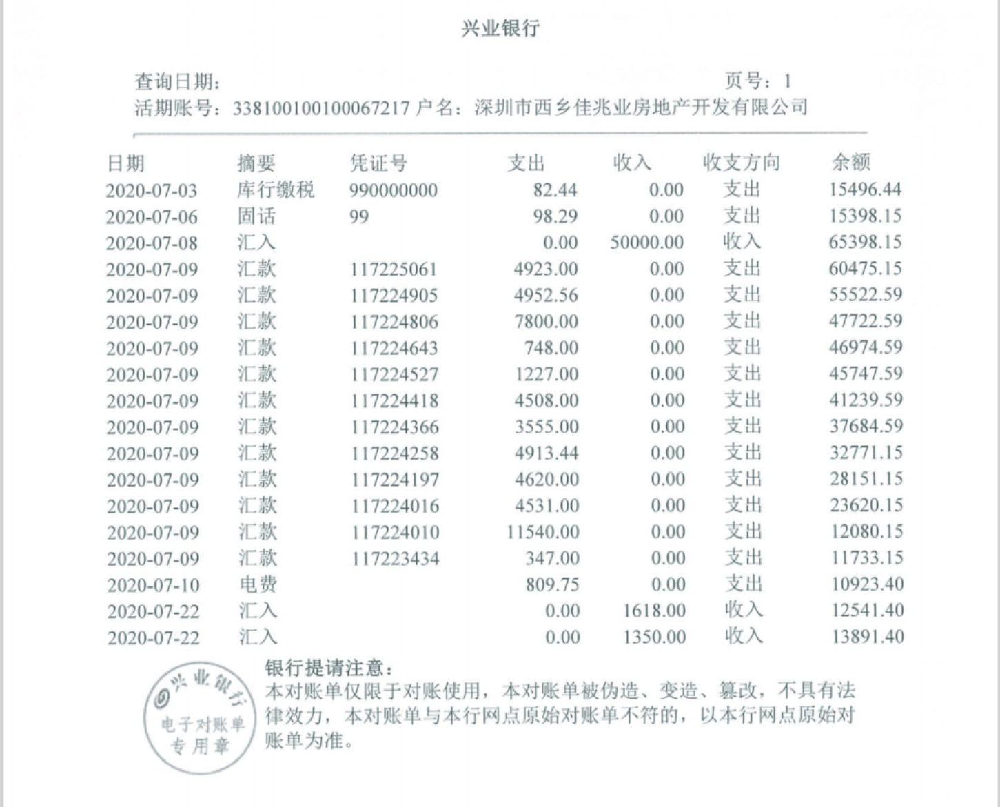 兴业银行
查询日期： 页号：1
活期账号：338100100100067217 户名：深圳市西乡佳兆业房地产开发有限公司
日期 摘要 凭证号 支出 收入 收支方向 余额
2020-07-03 库行缴税 990000000 82.44 0.00 支出 15496.44
2020-07-06 固话 99 98.29 0.00 支出 15398.15
2020-07-08 汇入 0.00 50000.00 收入 65398.15
2020-07-09 汇款 117225061 4923.00 0.00 支出 60475.15
2020-07-09 汇款 117224905 4952.56 0.00 支出 55522.59
2020-07-09 汇款 117224806 7800.00 0.00 支出 47722.59
2020-07-09 汇款 117224643 748.00 0.00 支出 46974.59
2020-07-09 汇款 117224527 1227.00 0.00 支出 45747.59
2020-07-09 汇款 117224418 4508.00 0.00 支出 41239.59
2020-07-09 汇款 117224366 3555.00 0.00 支出 37684.59
2020-07-09 汇款 117224258 4913.44 0.00 支出 32771.15
2020-07-09 汇款 117224197 4620.00 0.00 支出 28151.15
2020-07-09 汇款 117224016 4531.00 0.00 支出 23620.15
2020-07-09 汇款 117224010 11540.00 0.00 支出 12080.15
2020-07-09 汇款 117223434 347.00 0.00 支出 11733.15
2020-07-10 电费 809.75 0.00 支出 10923.40
2020-07-22 汇入 0.00 1618.00 收入 12541.40
2020-07-22 汇入 0.00 1350.00 收入 13891.40
银行提请注意：
本对账单仅限于对账使用，本对账单被伪造、变造、篡改，不具有法
律效力，本对账单与本行网点原始对账单不符的，以本行网点原始对
账单为准。
兴业银行
电子对账单
专用章